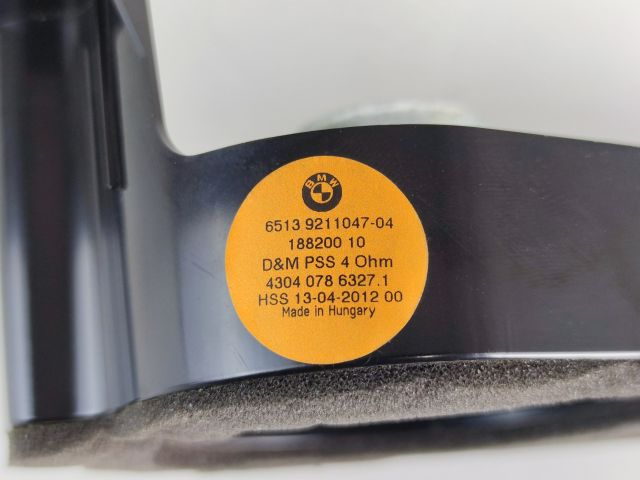 BMW
6513 9211047-04
188200 10
D&M PSS 4 Ohm
4304 078 6327.1
HSS 13-04-2012 00
Made in Hungary